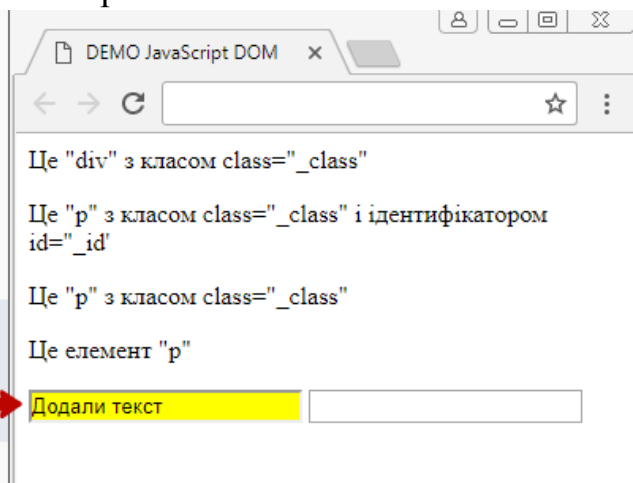 DEMO JavaScript DOM
Це "div" з класом class="_class"
Це "p" з класом class="_class" і ідентифікатором
id="_id'
Це "p" з класом class="_class"
Це елемент "p"
Додали текст